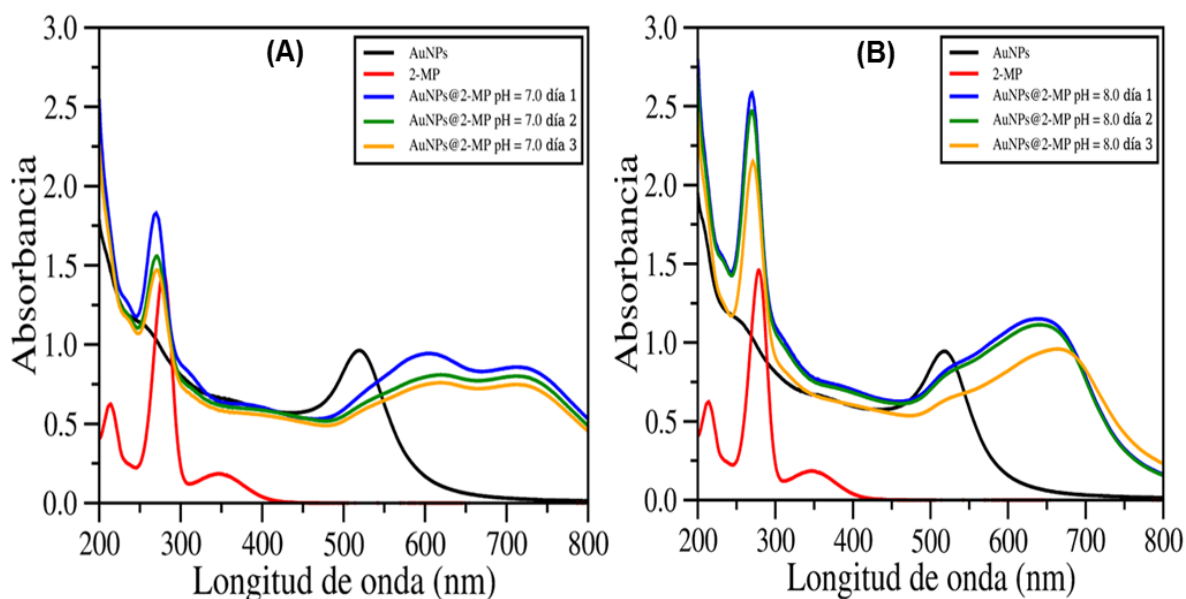 (A)
AuNPs
2-MP
AuNPs@2-MP pH = 7.0 día 1
AuNPs@2-MP pH = 7.0 día 2
AuNPs@2-MP pH = 7.0 día 3
3.0
2.5
2.0
1.5
1.0
0.5
0.0
Absorbancia
200 300 400 500 600 700 800
Longitud de onda (nm)
(B)
AuNPs
2-MP
AuNPs@2-MP pH = 8.0 día 1
AuNPs@2-MP pH = 8.0 día 2
AuNPs@2-MP pH = 8.0 día 3
3.0
2.5
2.0
1.5
1.0
0.5
0.0
Absorbancia
200 300 400 500 600 700 800
Longitud de onda (nm)